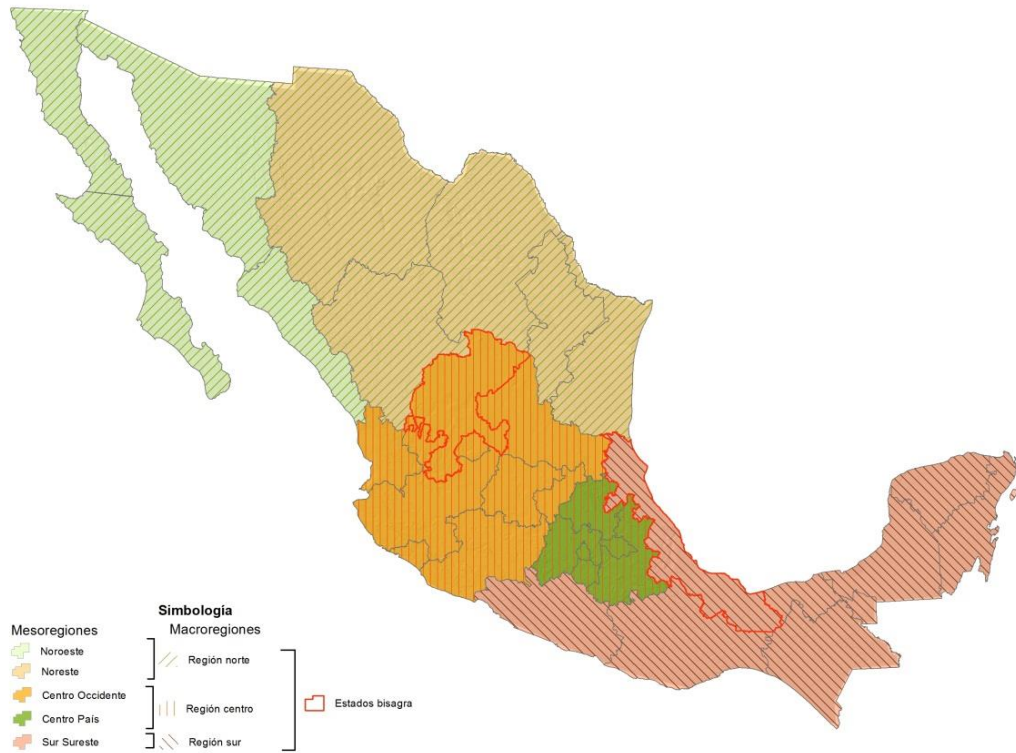 Simbología
Mesoregiones
Macroregiones
Noroeste
Noreste
Región norte
Centro Occidente
Centro País
Región centro
Sur Sureste
Región sur
Estados bisagra